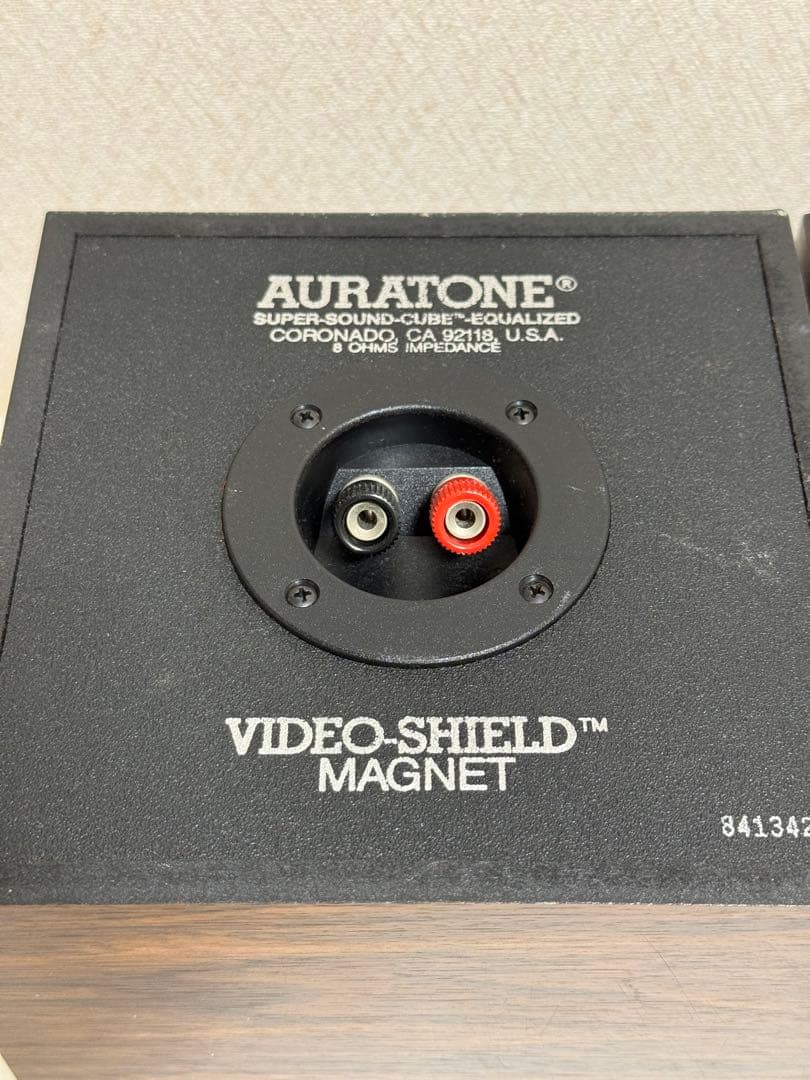 AURATONE®
SUPER-SOUND-CUBE™-EQUALIZED
CORONADO, CA 92118, U.S.A.
8 OHMS IMPEDANCE
VIDEO-SHIELD™
MAGNET
841342